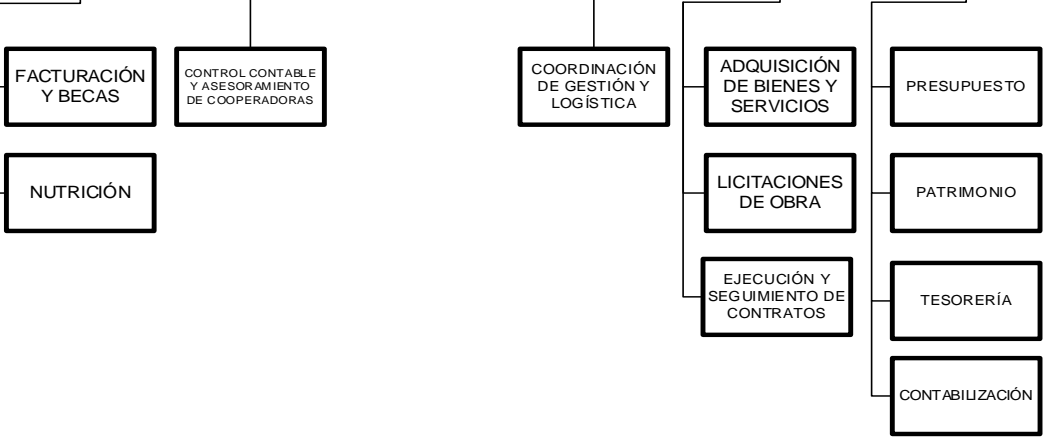 FACTURACIÓN
Y BECAS
CONTROL CONTABLE
Y ASESORAMIENTO
DE COOPERADORAS
COORDINACIÓN
DE GESTIÓN Y
LOGÍSTICA
ADQUISICIÓN
DE BIENES Y
SERVICIOS
PRESUPUESTO
NUTRICIÓN
LICITACIONES
DE OBRA
PATRIMONIO
EJECUCIÓN Y
SEGUIMIENTO DE
CONTRATOS
TESORERÍA
CONTABILIZACIÓN